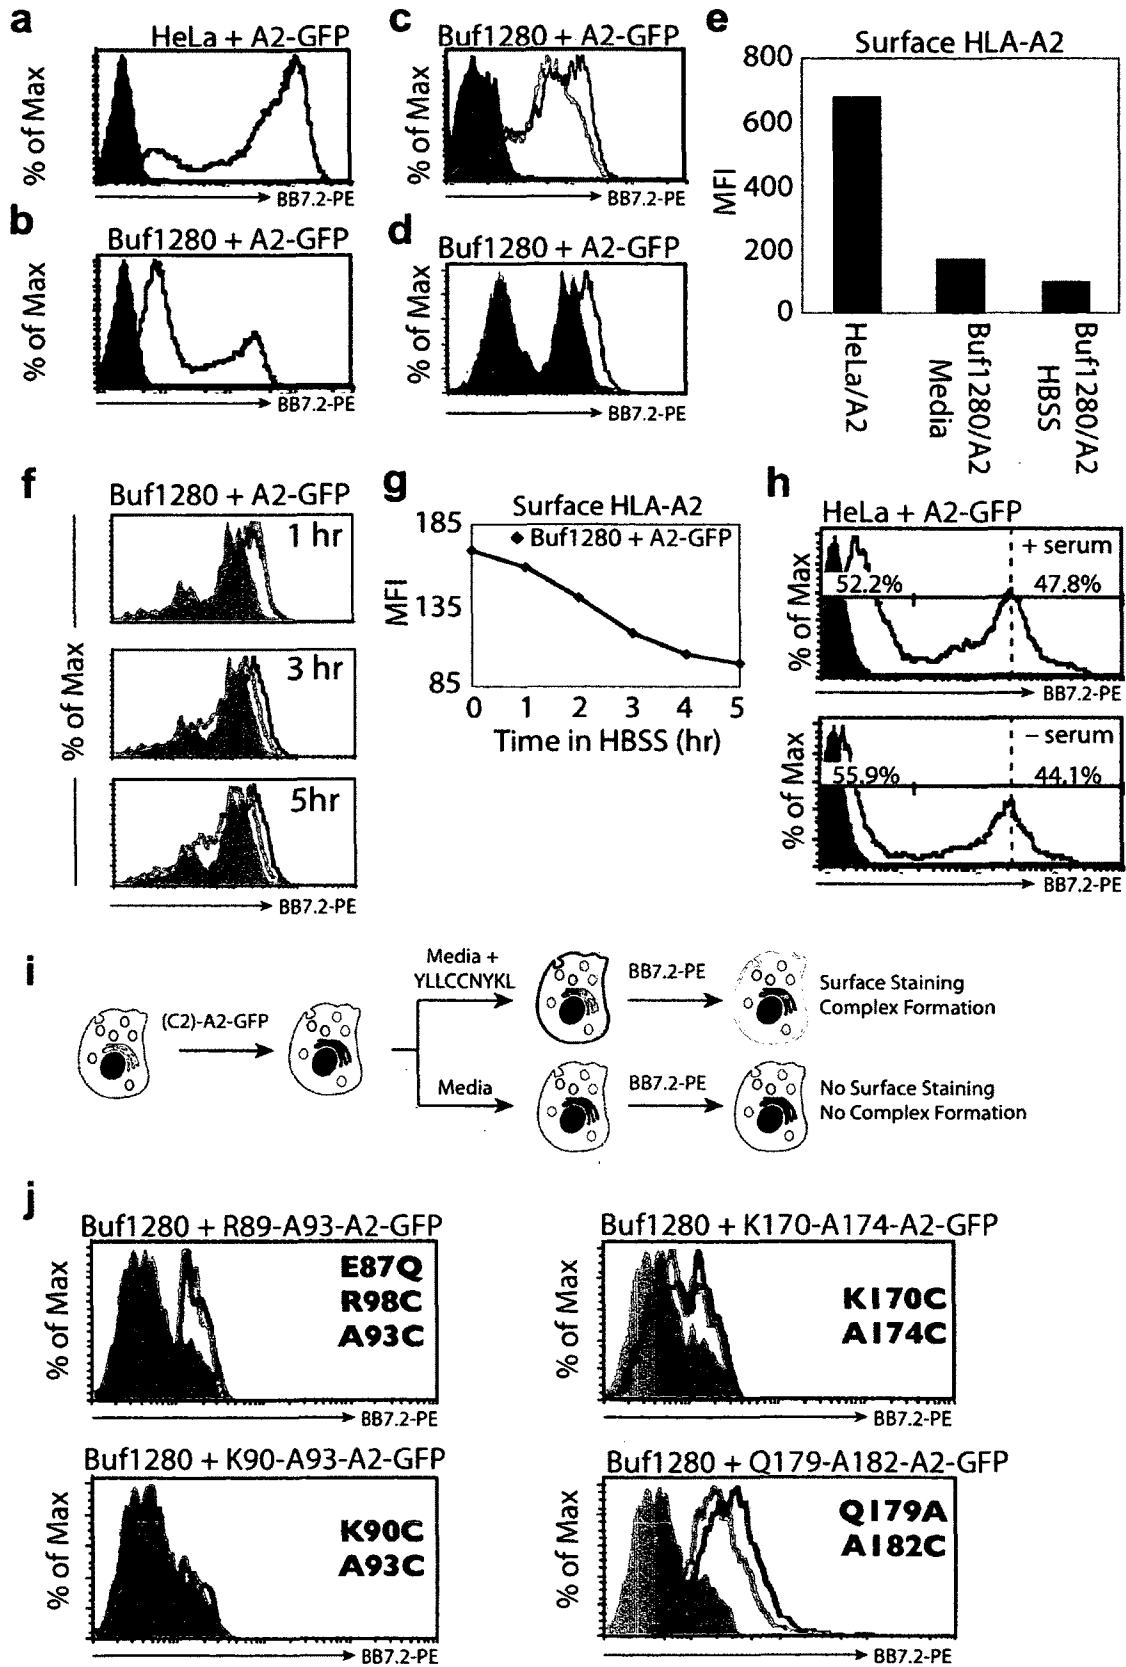 a
HeLa + A2-GFP
% of Max
BB7.2-PE
b
Buf1280 + A2-GFP
% of Max
BB7.2-PE
c
Buf1280 + A2-GFP
% of Max
BB7.2-PE
d
Buf1280 + A2-GFP
% of Max
BB7.2-PE
e
Surface HLA-A2
MFI
800
600
400
200
0
HeLa/A2
Buf1280/A2
Media
Buf1280/A2
HBSS
f
Buf1280 + A2-GFP
% of Max
1 hr
3 hr
5hr
BB7.2-PE
g
Surface HLA-A2
Buf1280 + A2-GFP
MFI
185
135
85
0 1 2 3 4 5
Time in HBSS (hr)
h
HeLa + A2-GFP
% of Max
+ serum
52.2% 47.8%
BB7.2-PE
% of Max
– serum
55.9% 44.1%
BB7.2-PE
i
(C2)-A2-GFP
Media +
YLLCCNYKL
BB7.2-PE
Surface Staining
Complex Formation
Media
BB7.2-PE
No Surface Staining
No Complex Formation
j
Buf1280 + R89-A93-A2-GFP
% of Max
E87Q
R98C
A93C
BB7.2-PE
Buf1280 + K170-A174-A2-GFP
% of Max
K170C
A174C
BB7.2-PE
Buf1280 + K90-A93-A2-GFP
% of Max
K90C
A93C
BB7.2-PE
Buf1280 + Q179-A182-A2-GFP
% of Max
Q179A
A182C
BB7.2-PE